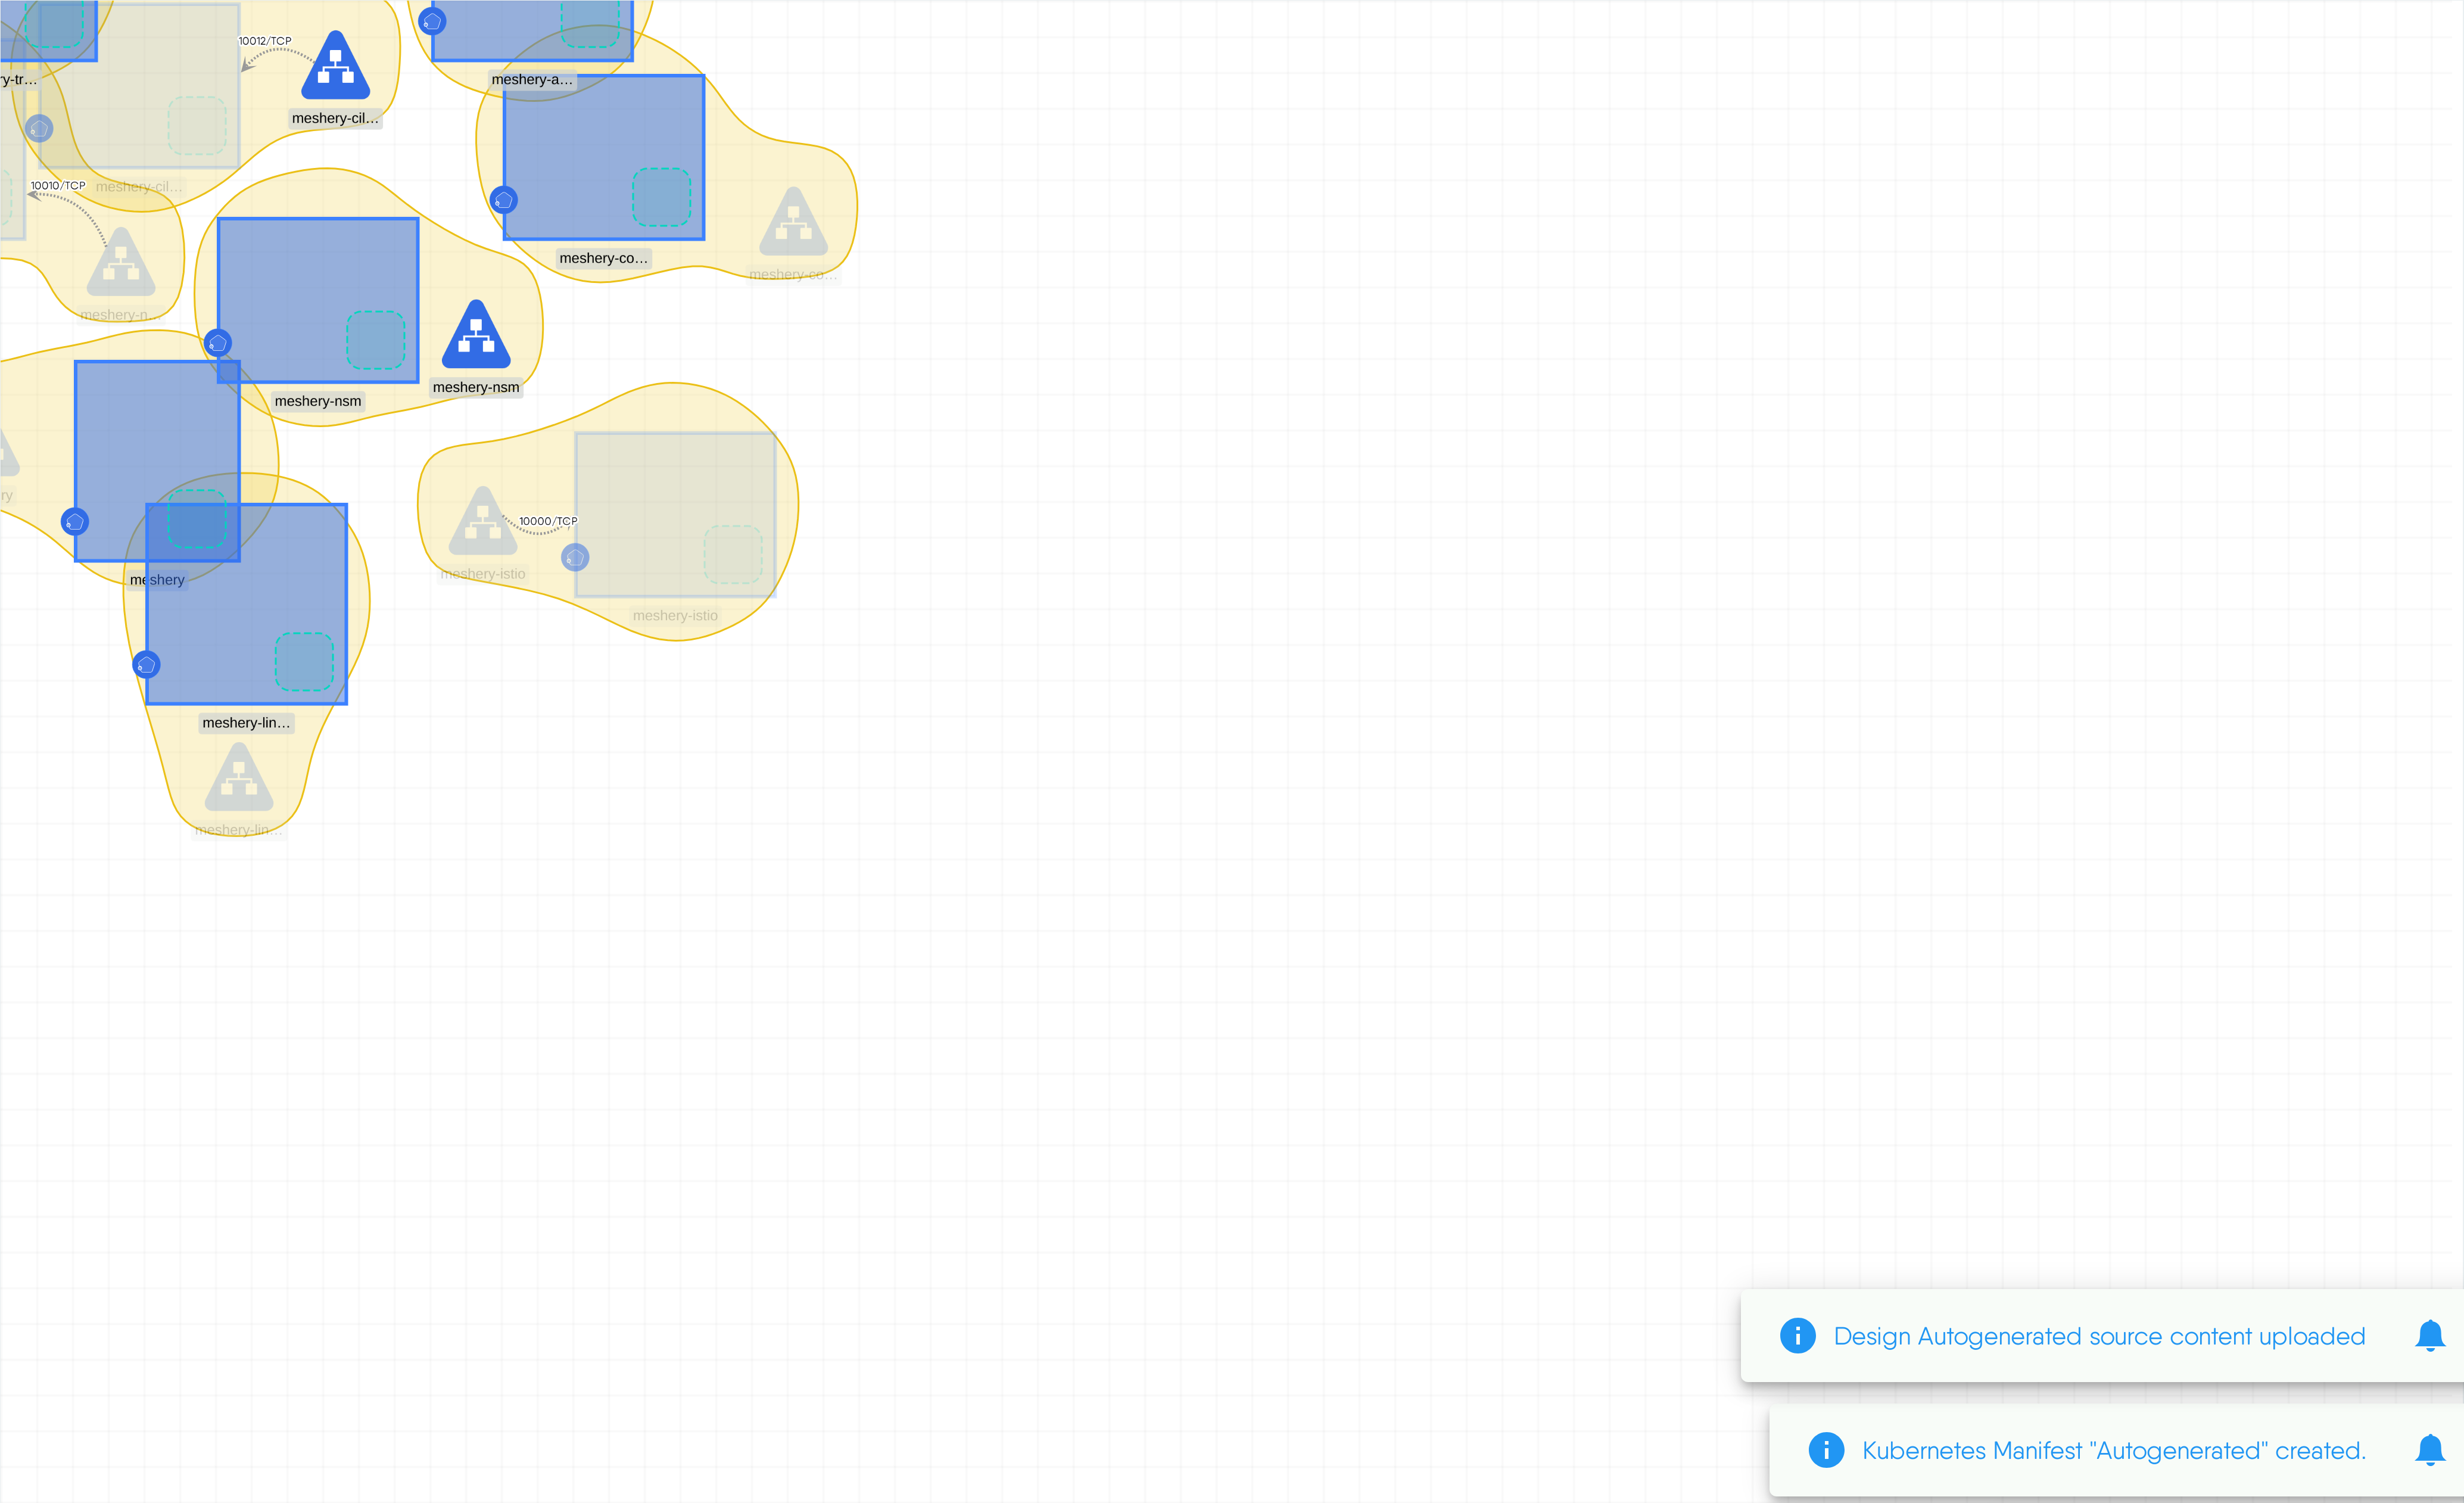 10012/TCP
ry-tr...
meshery-a...
meshery-cil...
10010/TCP
meshery-cil...
meshery-co...
meshery-co...
meshery-n...
meshery-nsm
meshery-nsm
ry
10000/TCP
meshery-istio
meshery
meshery-istio
meshery-lin...
meshery-lin...
Design Autogenerated source content uploaded
Kubernetes Manifest "Autogenerated" created.